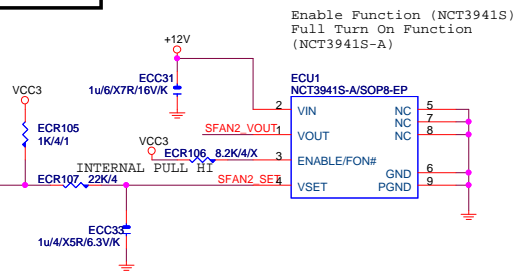 Enable Function (NCT3941S)
Full Turn On Function
(NCT3941S-A)
+12V
ECC31
1u/6/X7R/16V/K
ECU1
NCT3941S-A/SOP8-EP
VCC3
2 VIN NC 5
NC 7
SFAN2_VOUT 1 VOUT NC 8
ECR105
1K/4/1
VCC3
ECR106 8.2K/4/X 3 ENABLE/FON#
INTERNAL PULL HI
GND 6
ECR107 22K/4 SFAN2_SET 4 VSET PGND 9
ECC33
1u/4/X5R/6.3V/K